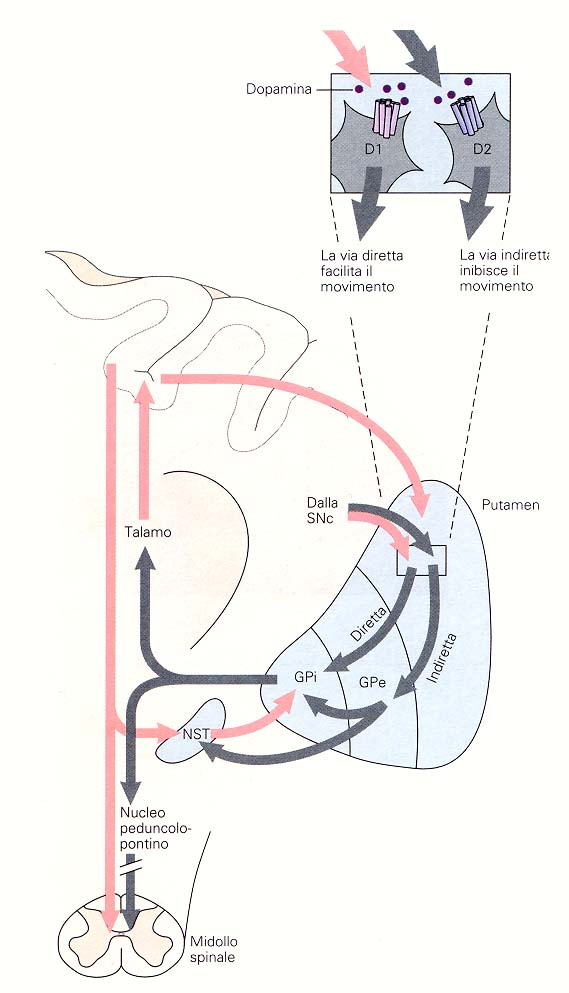 Dopamina
D1
D2
La via diretta
facilita il
movimento
La via indiretta
inibisce il
movimento
Dalla
SNc
Putamen
Talamo
Diretta
Indiretta
GPi
GPe
NST
Nucleo
peduncolo-
pontino
Midollo
spinale